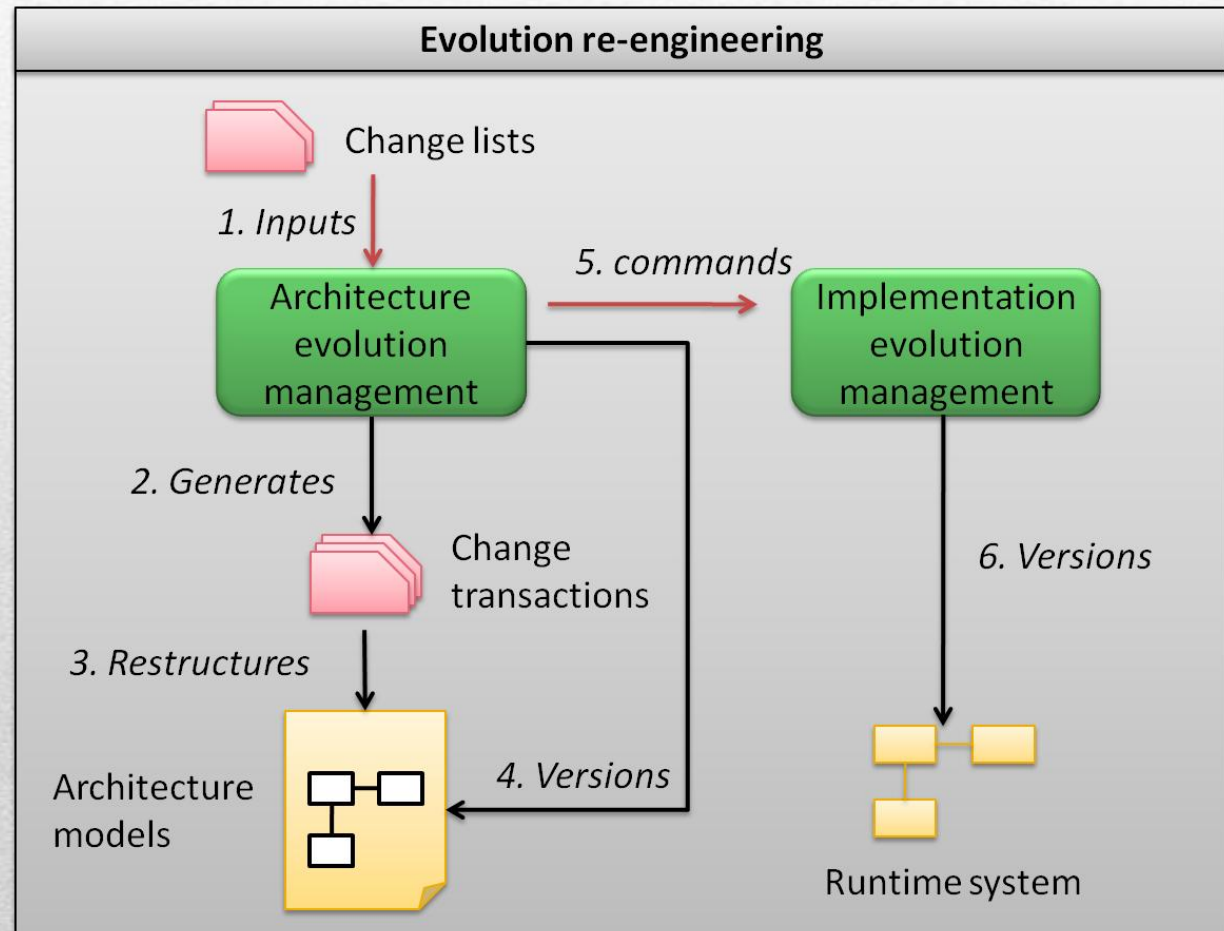 Evolution re-engineering
Change lists
1. Inputs
5. commands
Architecture
evolution
management
Implementation
evolution
management
2. Generates
Change
transactions
6. Versions
3. Restructures
4. Versions
Architecture
models
Runtime system